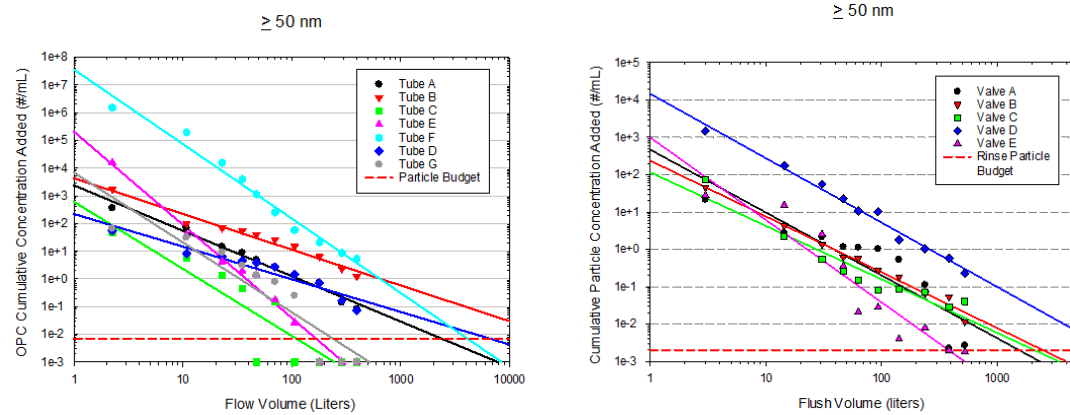 ≥ 50 nm
OPC Cumulative Concentration Added (#/mL)
1e+8
1e+7
1e+6
1e+5
1e+4
1e+3
1e+2
1e+1
1e+0
1e-1
1e-2
1e-3
Tube A
Tube B
Tube C
Tube E
Tube F
Tube D
Tube G
Particle Budget
1
10
100
1000
10000
Flow Volume (Liters)
≥ 50 nm
Cumulative Particle Concentration Added (#/mL)
1e+5
1e+4
1e+3
1e+2
1e+1
1e+0
1e-1
1e-2
1e-3
Valve A
Valve B
Valve C
Valve D
Valve E
Rinse Particle
Budget
1
10
100
1000
Flush Volume (liters)